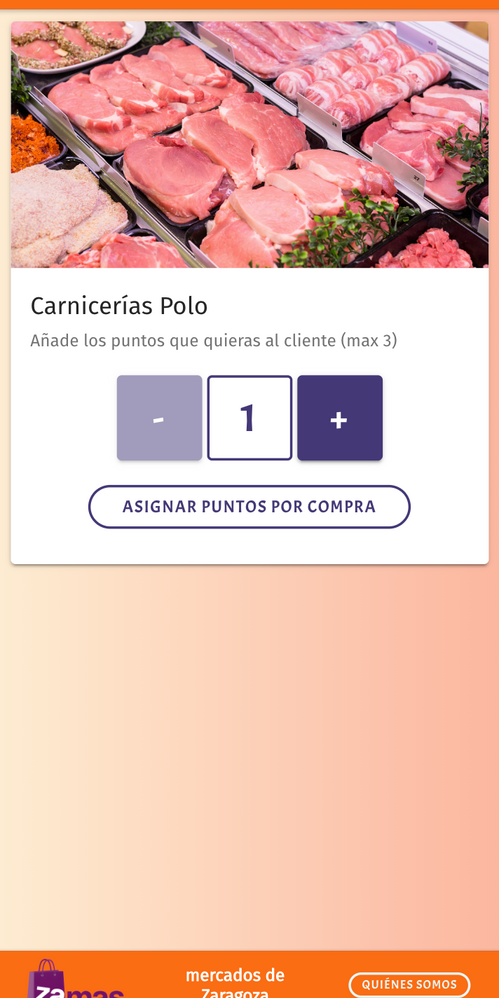 Carnicerías Polo
Añade los puntos que quieras al cliente (max 3)
- 1 +
ASIGNAR PUNTOS POR COMPRA
zamas
mercados de
Zaragoza
QUIÉNES SOMOS